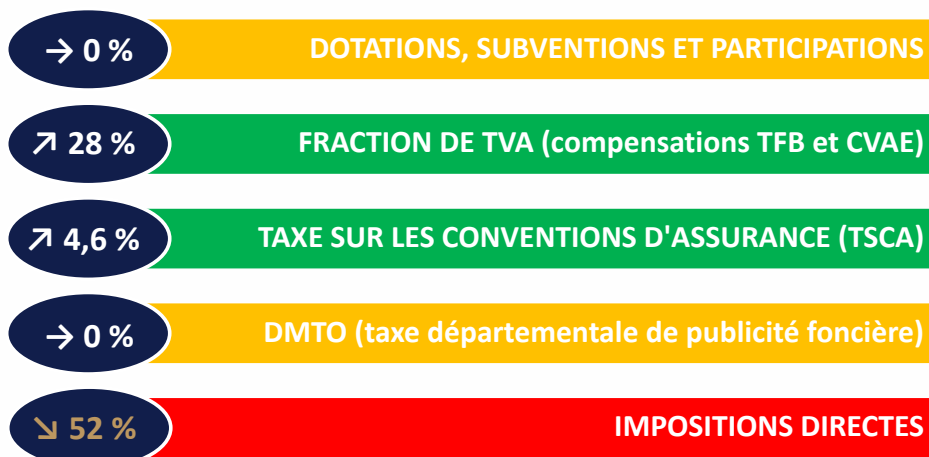 → 0 % DOTATIONS, SUBVENTIONS ET PARTICIPATIONS
↗ 28 % FRACTION DE TVA (compensations TFB et CVAE)
↗ 4,6 % TAXE SUR LES CONVENTIONS D'ASSURANCE (TSCA)
→ 0 % DMTO (taxe départementale de publicité foncière)
↘ 52 % IMPOSITIONS DIRECTES